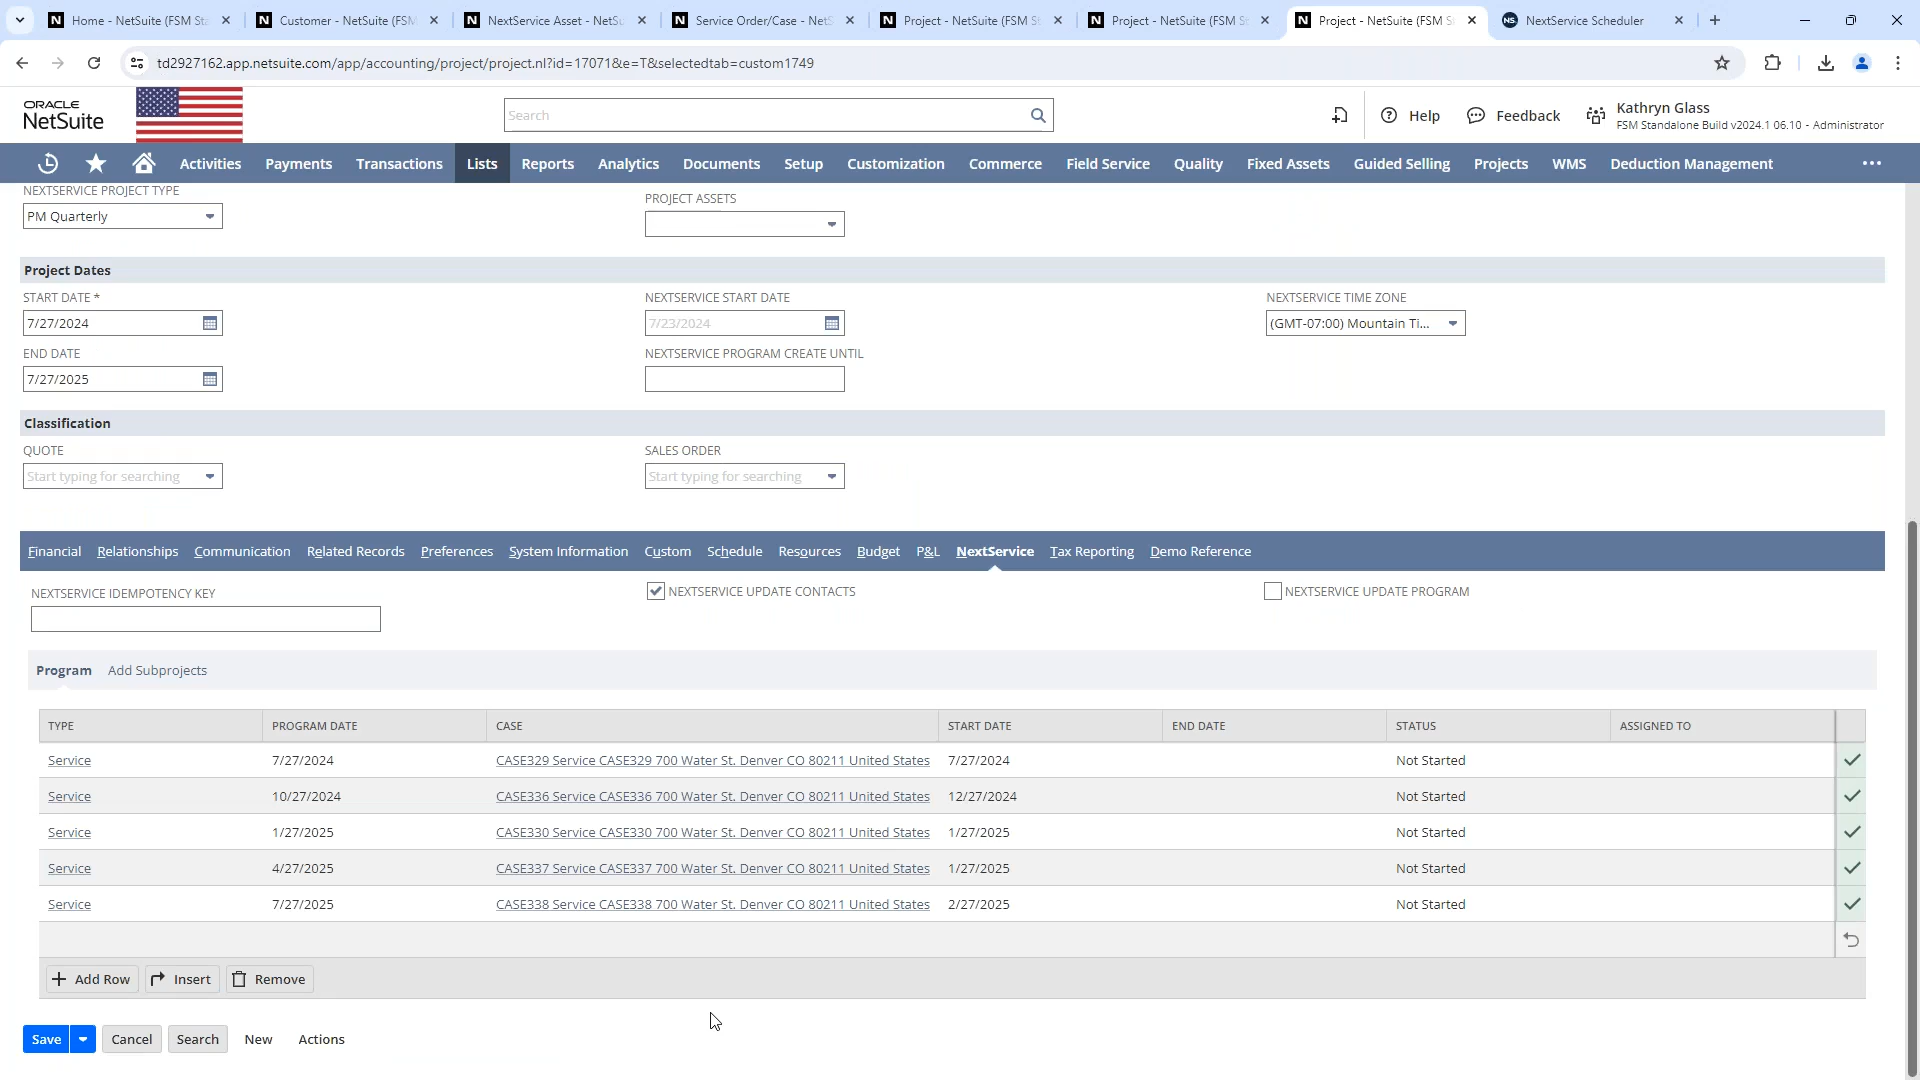 Home - NetSuite (FSM Sta
Customer - NetSuite (FSM
NextService Asset - NetSu
Service Order/Case - NetS
Project - NetSuite (FSM S
Project - NetSuite (FSM S
Project - NetSuite (FSM S
NS NextService Scheduler
td2927162.app.netsuite.com/app/accounting/project/project.nl?id=17071&e=T&selectedtab=custom1749
ORACLE
NetSuite
Search
Help
Feedback
Kathryn Glass
FSM Standalone Build v2024.1 06.10 - Administrator
Activities Payments Transactions Lists Reports Analytics Documents Setup Customization Commerce Field Service Quality Fixed Assets Guided Selling Projects WMS Deduction Management
NEXTSERVICE PROJECT TYPE
PM Quarterly
PROJECT ASSETS
Project Dates
START DATE *
7/27/2024
NEXTSERVICE START DATE
7/23/2024
NEXTSERVICE TIME ZONE
(GMT-07:00) Mountain Ti...
END DATE
7/27/2025
NEXTSERVICE PROGRAM CREATE UNTIL
Classification
QUOTE
Start typing for searching
SALES ORDER
Start typing for searching
Financial Relationships Communication Related Records Preferences System Information Custom Schedule Resources Budget P&L NextService Tax Reporting Demo Reference
NEXTSERVICE IDEMPOTENCY KEY
NEXTSERVICE UPDATE CONTACTS
NEXTSERVICE UPDATE PROGRAM
Program Add Subprojects
TYPE PROGRAM DATE CASE START DATE END DATE STATUS ASSIGNED TO
Service 7/27/2024 CASE329 Service CASE329 700 Water St. Denver CO 80211 United States 7/27/2024 Not Started
Service 10/27/2024 CASE336 Service CASE336 700 Water St. Denver CO 80211 United States 12/27/2024 Not Started
Service 1/27/2025 CASE330 Service CASE330 700 Water St. Denver CO 80211 United States 1/27/2025 Not Started
Service 4/27/2025 CASE337 Service CASE337 700 Water St. Denver CO 80211 United States 1/27/2025 Not Started
Service 7/27/2025 CASE338 Service CASE338 700 Water St. Denver CO 80211 United States 2/27/2025 Not Started
Add Row Insert Remove
Save Cancel Search New Actions